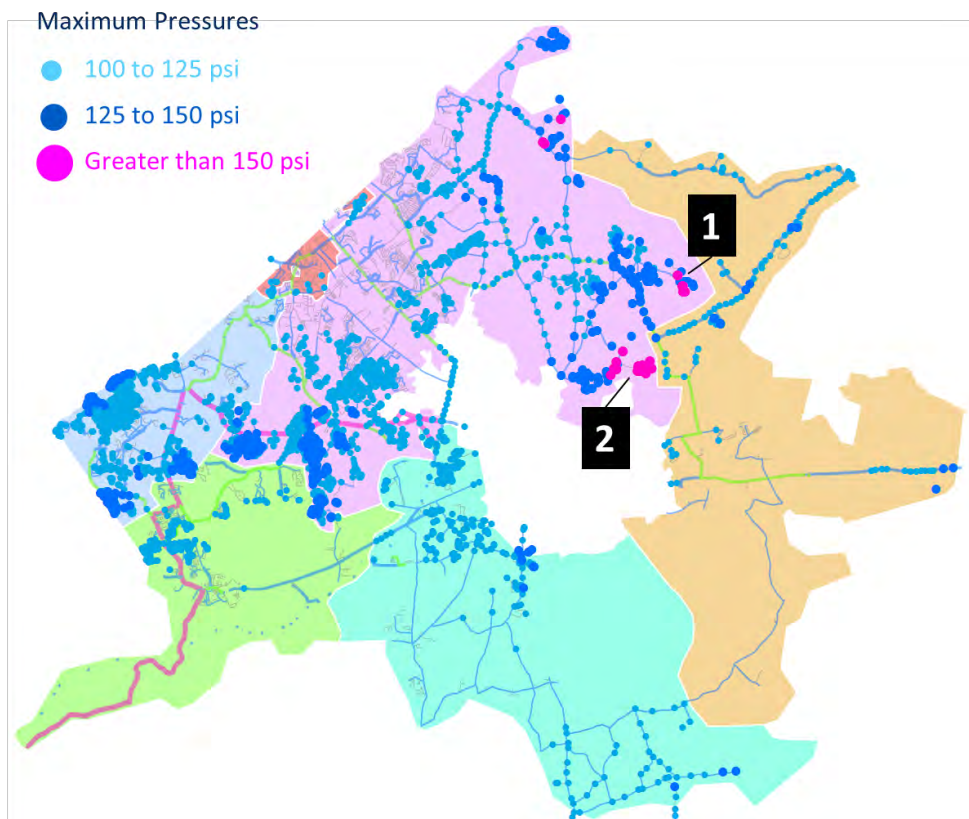 Maximum Pressures
100 to 125 psi
125 to 150 psi
Greater than 150 psi
1
2